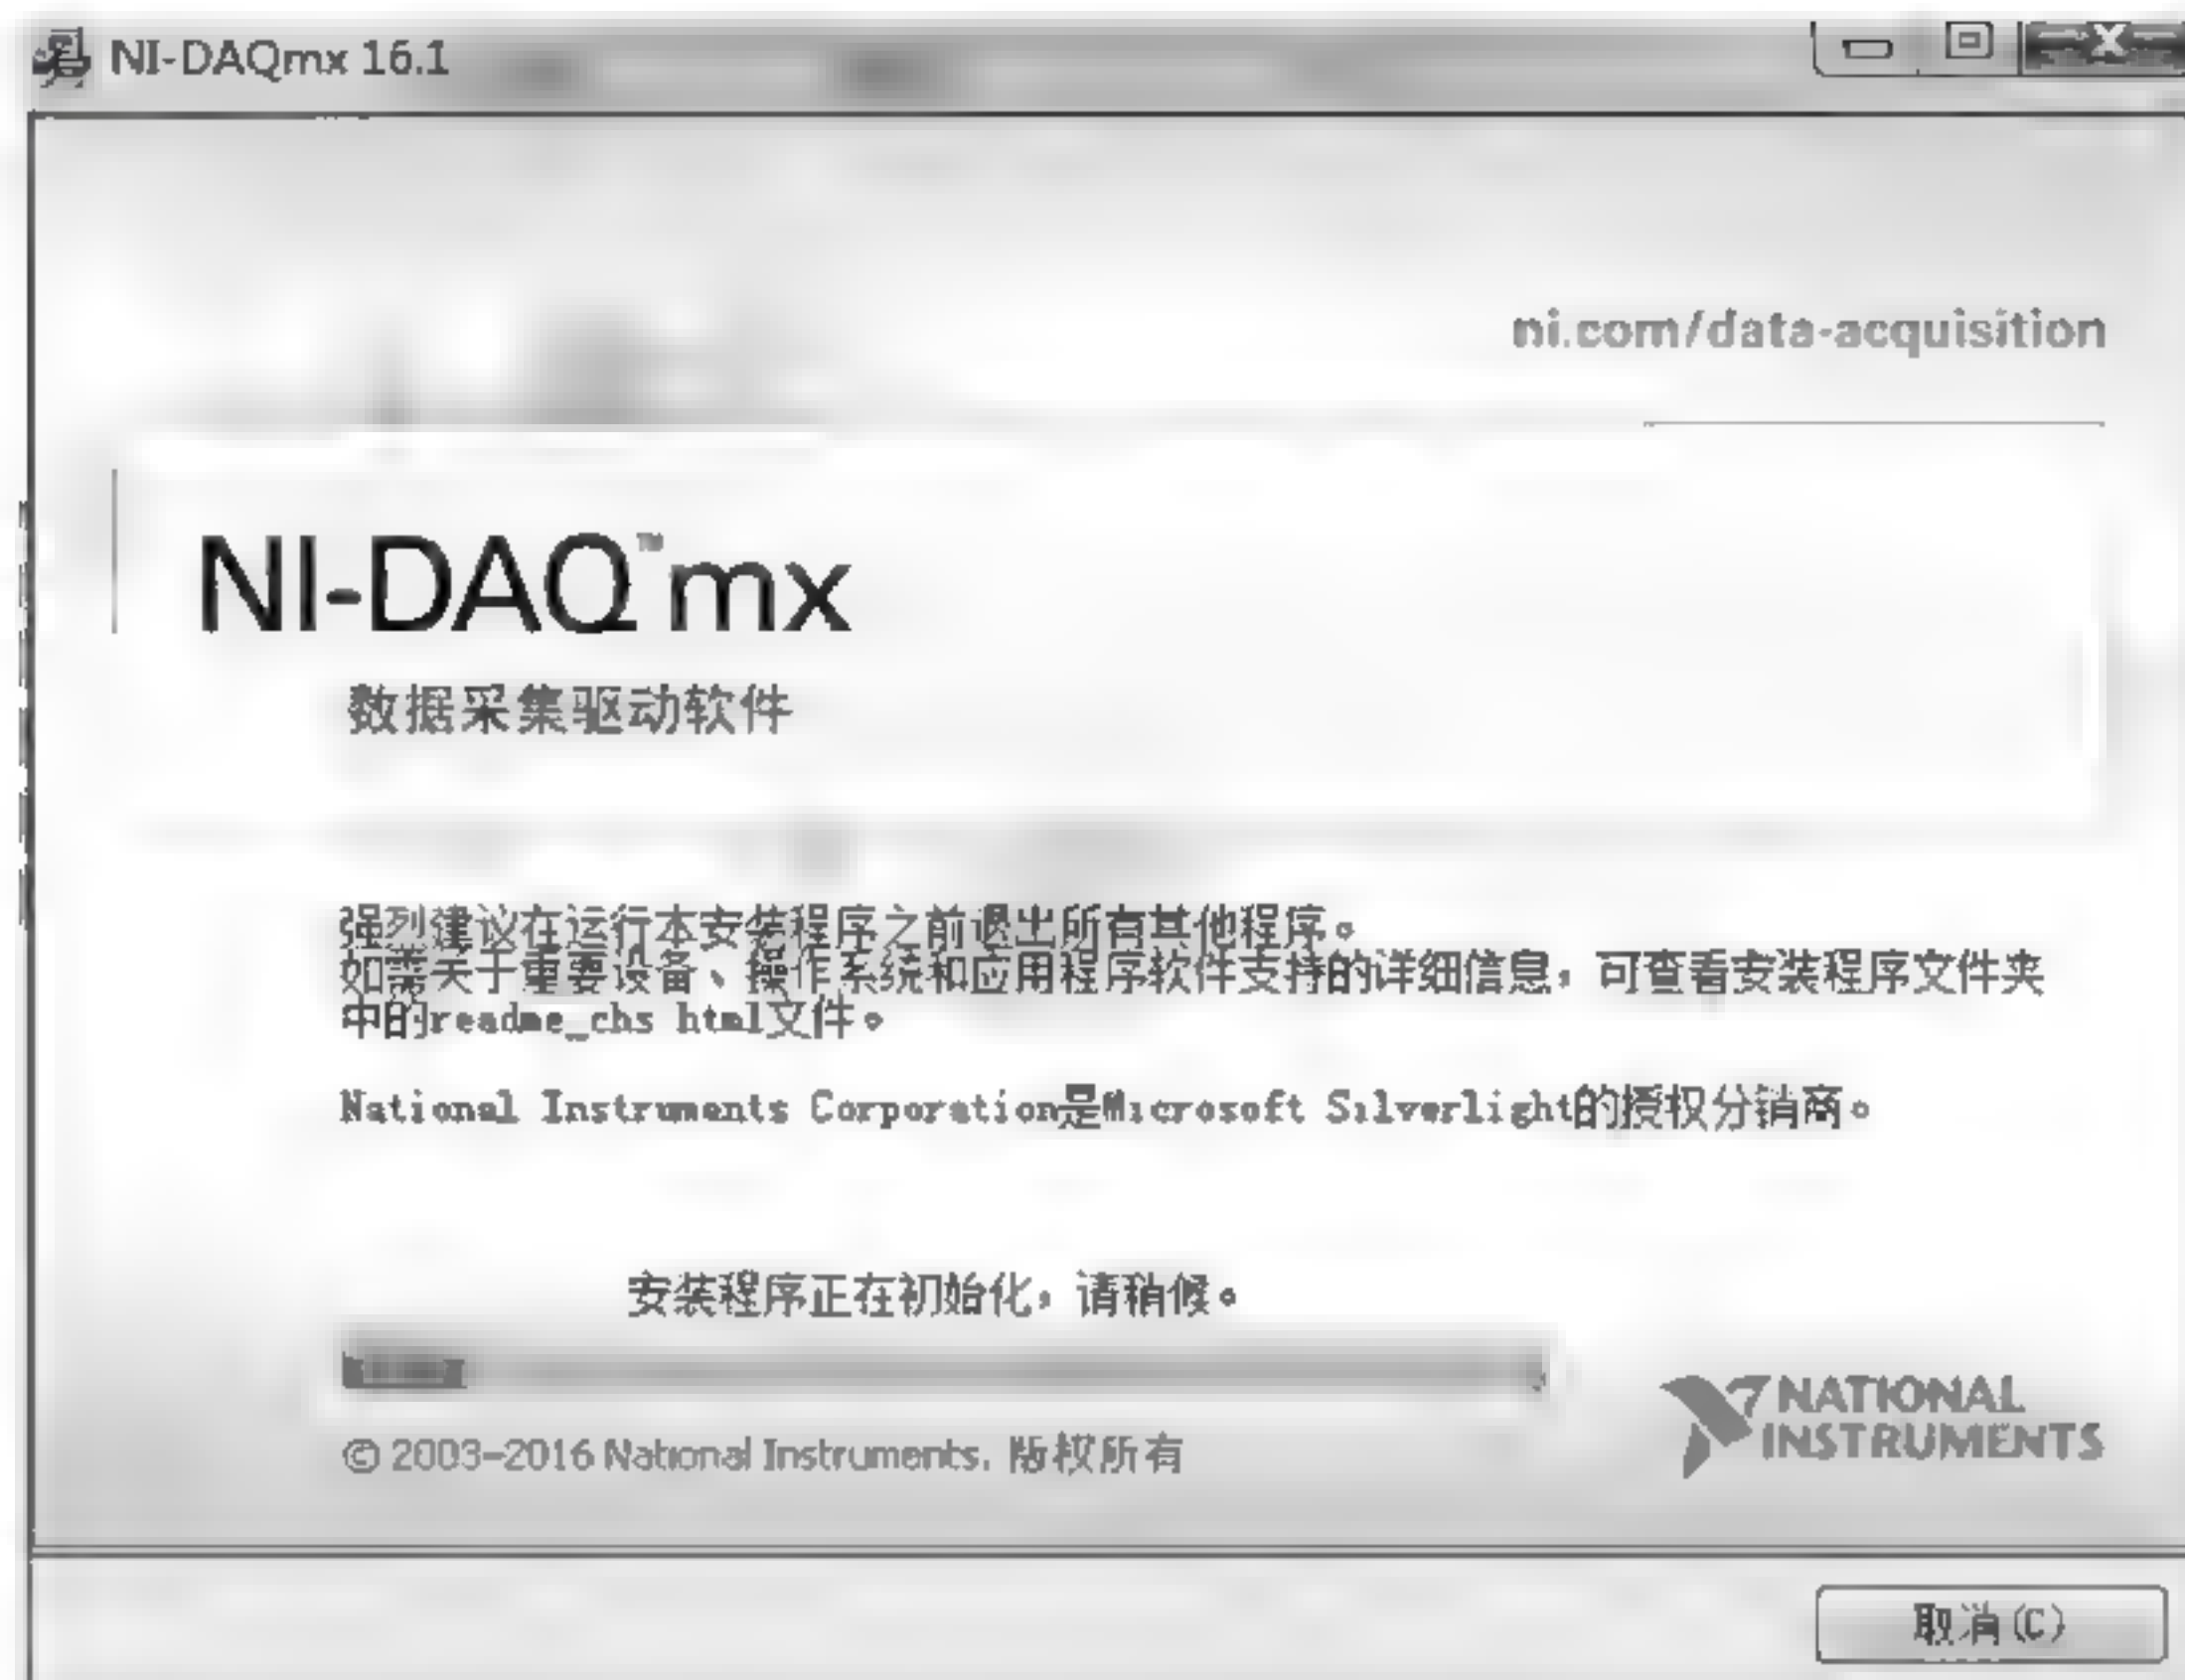 NI-DAQmx 16.1
ni.com/data-acquisition
NI-DAQ™mx
数据采集驱动软件
强烈建议在运行本安装程序之前退出所有其他程序。
如需关于重要设备、操作系统和应用程序软件支持的详细信息，可查看安装程序文件夹
中的readme_chs html文件。
National Instruments Corporation是Microsoft Silverlight的授权分销商。
安装程序正在初始化，请稍候。
© 2003–2016 National Instruments. 版权所有
NATIONAL
INSTRUMENTS
取消(C)